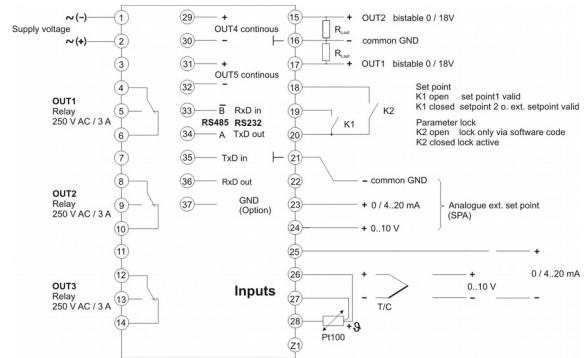 ~(-) 1 29 + 15 + OUT2 bistable 0 / 18V
Supply voltage OUT4 continous RLast
~(+) 2 30 - 16 - common GND
RLast
3 31 + 17 + OUT1 bistable 0 / 18V
OUT5 continous
4 32 - 18 Set point
K1 open set point1 valid
OUT1 K1 closed setpoint 2 o. ext. setpoint valid
Relay 5 33 B RxD in 19 K1 K2
250 V AC / 3 A RS485 RS232 Parameter lock
6 34 A TxD out 20 K2 open lock only via software code
K2 closed lock active
7 35 TxD in 21
8 36 RxD out 22 - common GND
OUT2
Relay 9 37 GND 23 + 0 / 4..20 mA Analogue ext. set point
250 V AC / 3 A (Option) (SPA)
10 24 + 0..10 V
11 25 +
12 26 + + 0 / 4..20 mA
OUT3 Inputs 0..10 V
Relay 13 27 - - -
250 V AC / 3 A T/C
14 28 +ϑ
Pt100
Z1